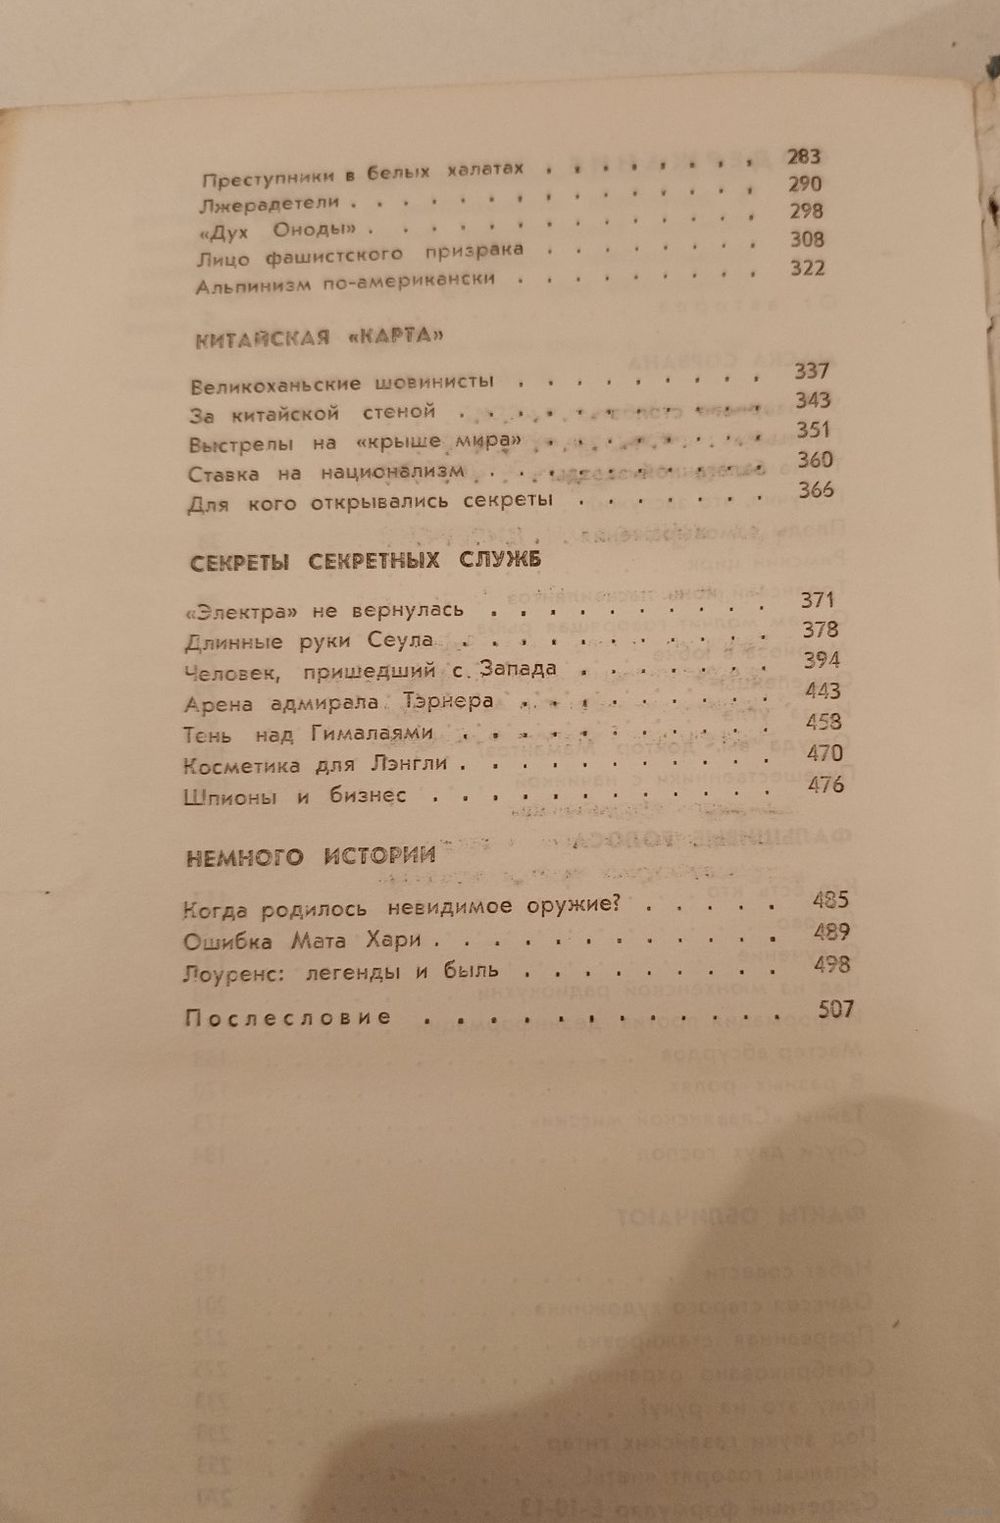 Преступники в белых халатах . . . . . . . . 283
Лжерадетели . . . . . . . . . . . . . . . 290
«Дух Оноды» . . . . . . . . . . . . . . 298
Лицо фашистского призрака . . . . . . . . 308
Альпинизм по-американски . . . . . . . . . 322
КИТАЙСКАЯ «КАРТА»
Великоханьские шовинисты . . . . . . . . . 337
За китайской стеной . . . . . . . . . . . 343
Выстрелы на «крыше мира» . . . . . . . . 351
Ставка на национализм . . . . . . . . . . 360
Для кого открывались секреты . . . . . . . 366
СЕКРЕТЫ СЕКРЕТНЫХ СЛУЖБ
«Электра» не вернулась . . . . . . . . . . 371
Длинные руки Сеула . . . . . . . . . . . 378
Человек, пришедший с Запада . . . . . . . 394
Арена адмирала Тэрнера . . . . . . . . . 443
Тень над Гималаями . . . . . . . . . . . 458
Косметика для Лэнгли . . . . . . . . . . . 470
Шпионы и бизнес . . . . . . . . . . . . 476
НЕМНОГО ИСТОРИИ
Когда родилось невидимое оружие? . . . . . 485
Ошибка Мата Хари . . . . . . . . . . . . 489
Лоуренс: легенды и быль . . . . . . . . . 498
Послесловие . . . . . . . . . . . . . 507